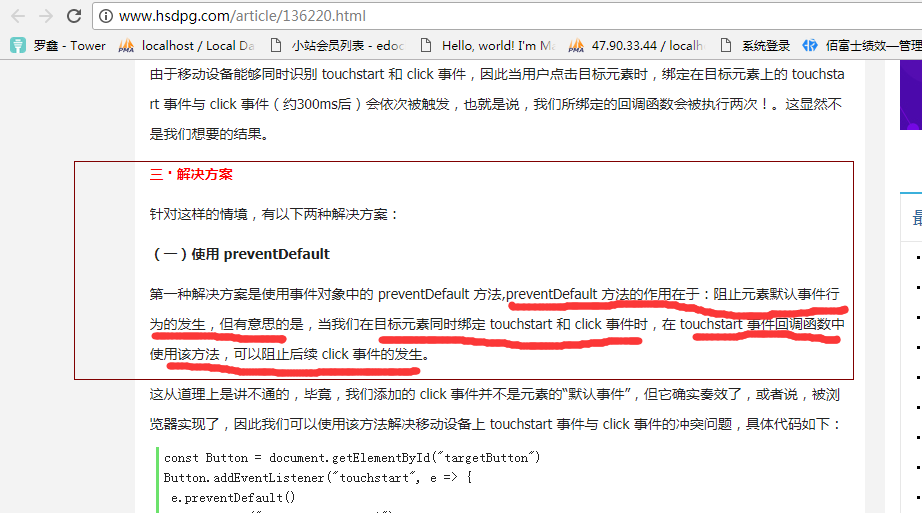 www.hsdpg.com/article/136220.html
罗鑫 - Tower localhost / Local Da 小站会员列表 - edoc Hello, world! I'm Ma 47.90.33.44 / localh 系统登录 佰富士绩效—管理
由于移动设备能够同时识别 touchstart 和 click 事件，因此当用户点击目标元素时，绑定在目标元素上的 touchsta
rt 事件与 click 事件（约300ms后）会依次被触发，也就是说，我们所绑定的回调函数会被执行两次！。这显然不
是我们想要的结果。
三・解决方案
针对这样的情境，有以下两种解决方案：
（一）使用 preventDefault
第一种解决方案是使用事件对象中的 preventDefault 方法,preventDefault 方法的作用在于：阻止元素默认事件行
为的发生，但有意思的是，当我们在目标元素同时绑定 touchstart 和 click 事件时，在 touchstart 事件回调函数中
使用该方法，可以阻止后续 click 事件的发生。
这从道理上是讲不通的，毕竟，我们添加的 click 事件并不是元素的“默认事件”，但它确实奏效了，或者说，被浏
览器实现了，因此我们可以使用该方法解决移动设备上 touchstart 事件与 click 事件的冲突问题，具体代码如下：
const Button = document.getElementById("targetButton")
Button.addEventListener("touchstart", e => {
e.preventDefault()